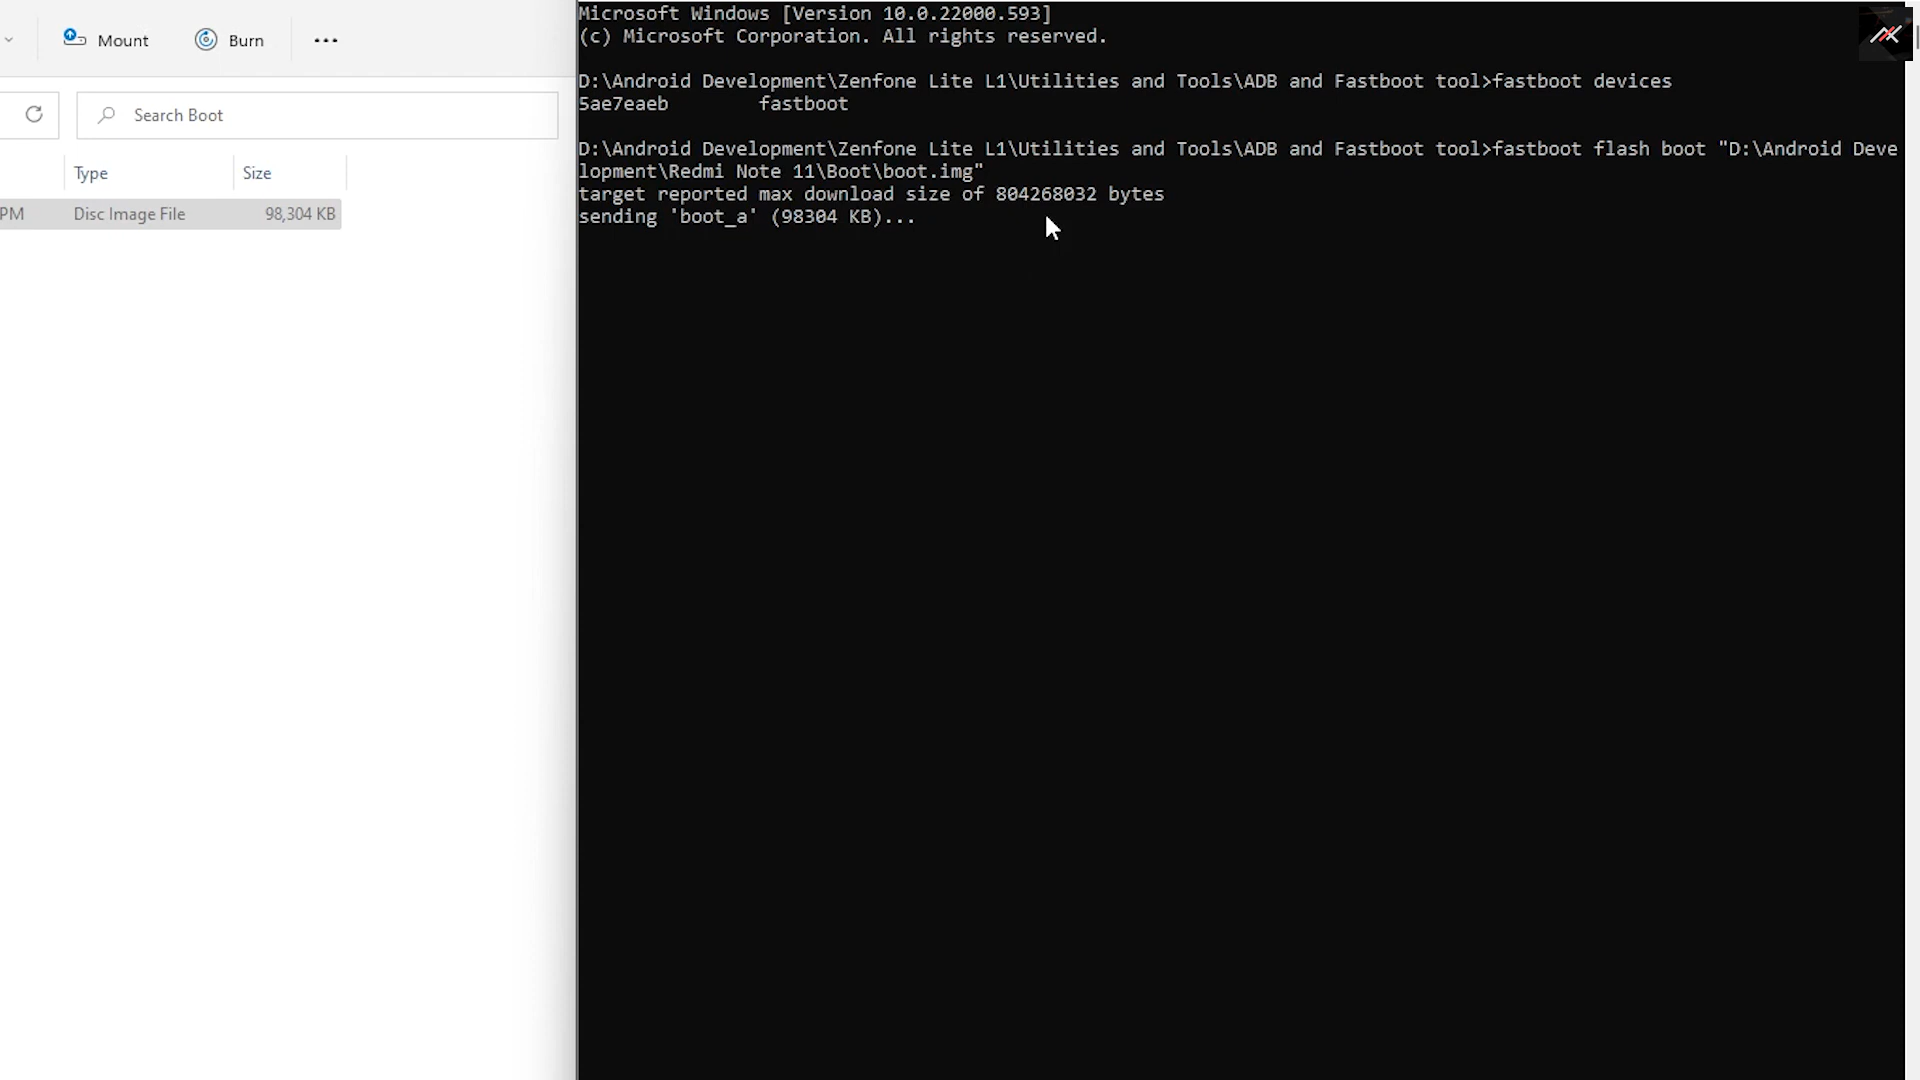 Mount
Burn
Search Boot
Type
Size
PM
Disc Image File
98,304 KB
Microsoft Windows [Version 10.0.22000.593]
(c) Microsoft Corporation. All rights reserved.
D:\Android Development\Zenfone Lite L1\Utilities and Tools\ADB and Fastboot tool>fastboot devices
5ae7eaeb        fastboot
D:\Android Development\Zenfone Lite L1\Utilities and Tools\ADB and Fastboot tool>fastboot flash boot "D:\Android Deve
lopment\Redmi Note 11\Boot\boot.img"
target reported max download size of 804268032 bytes
sending 'boot_a' (98304 KB)...